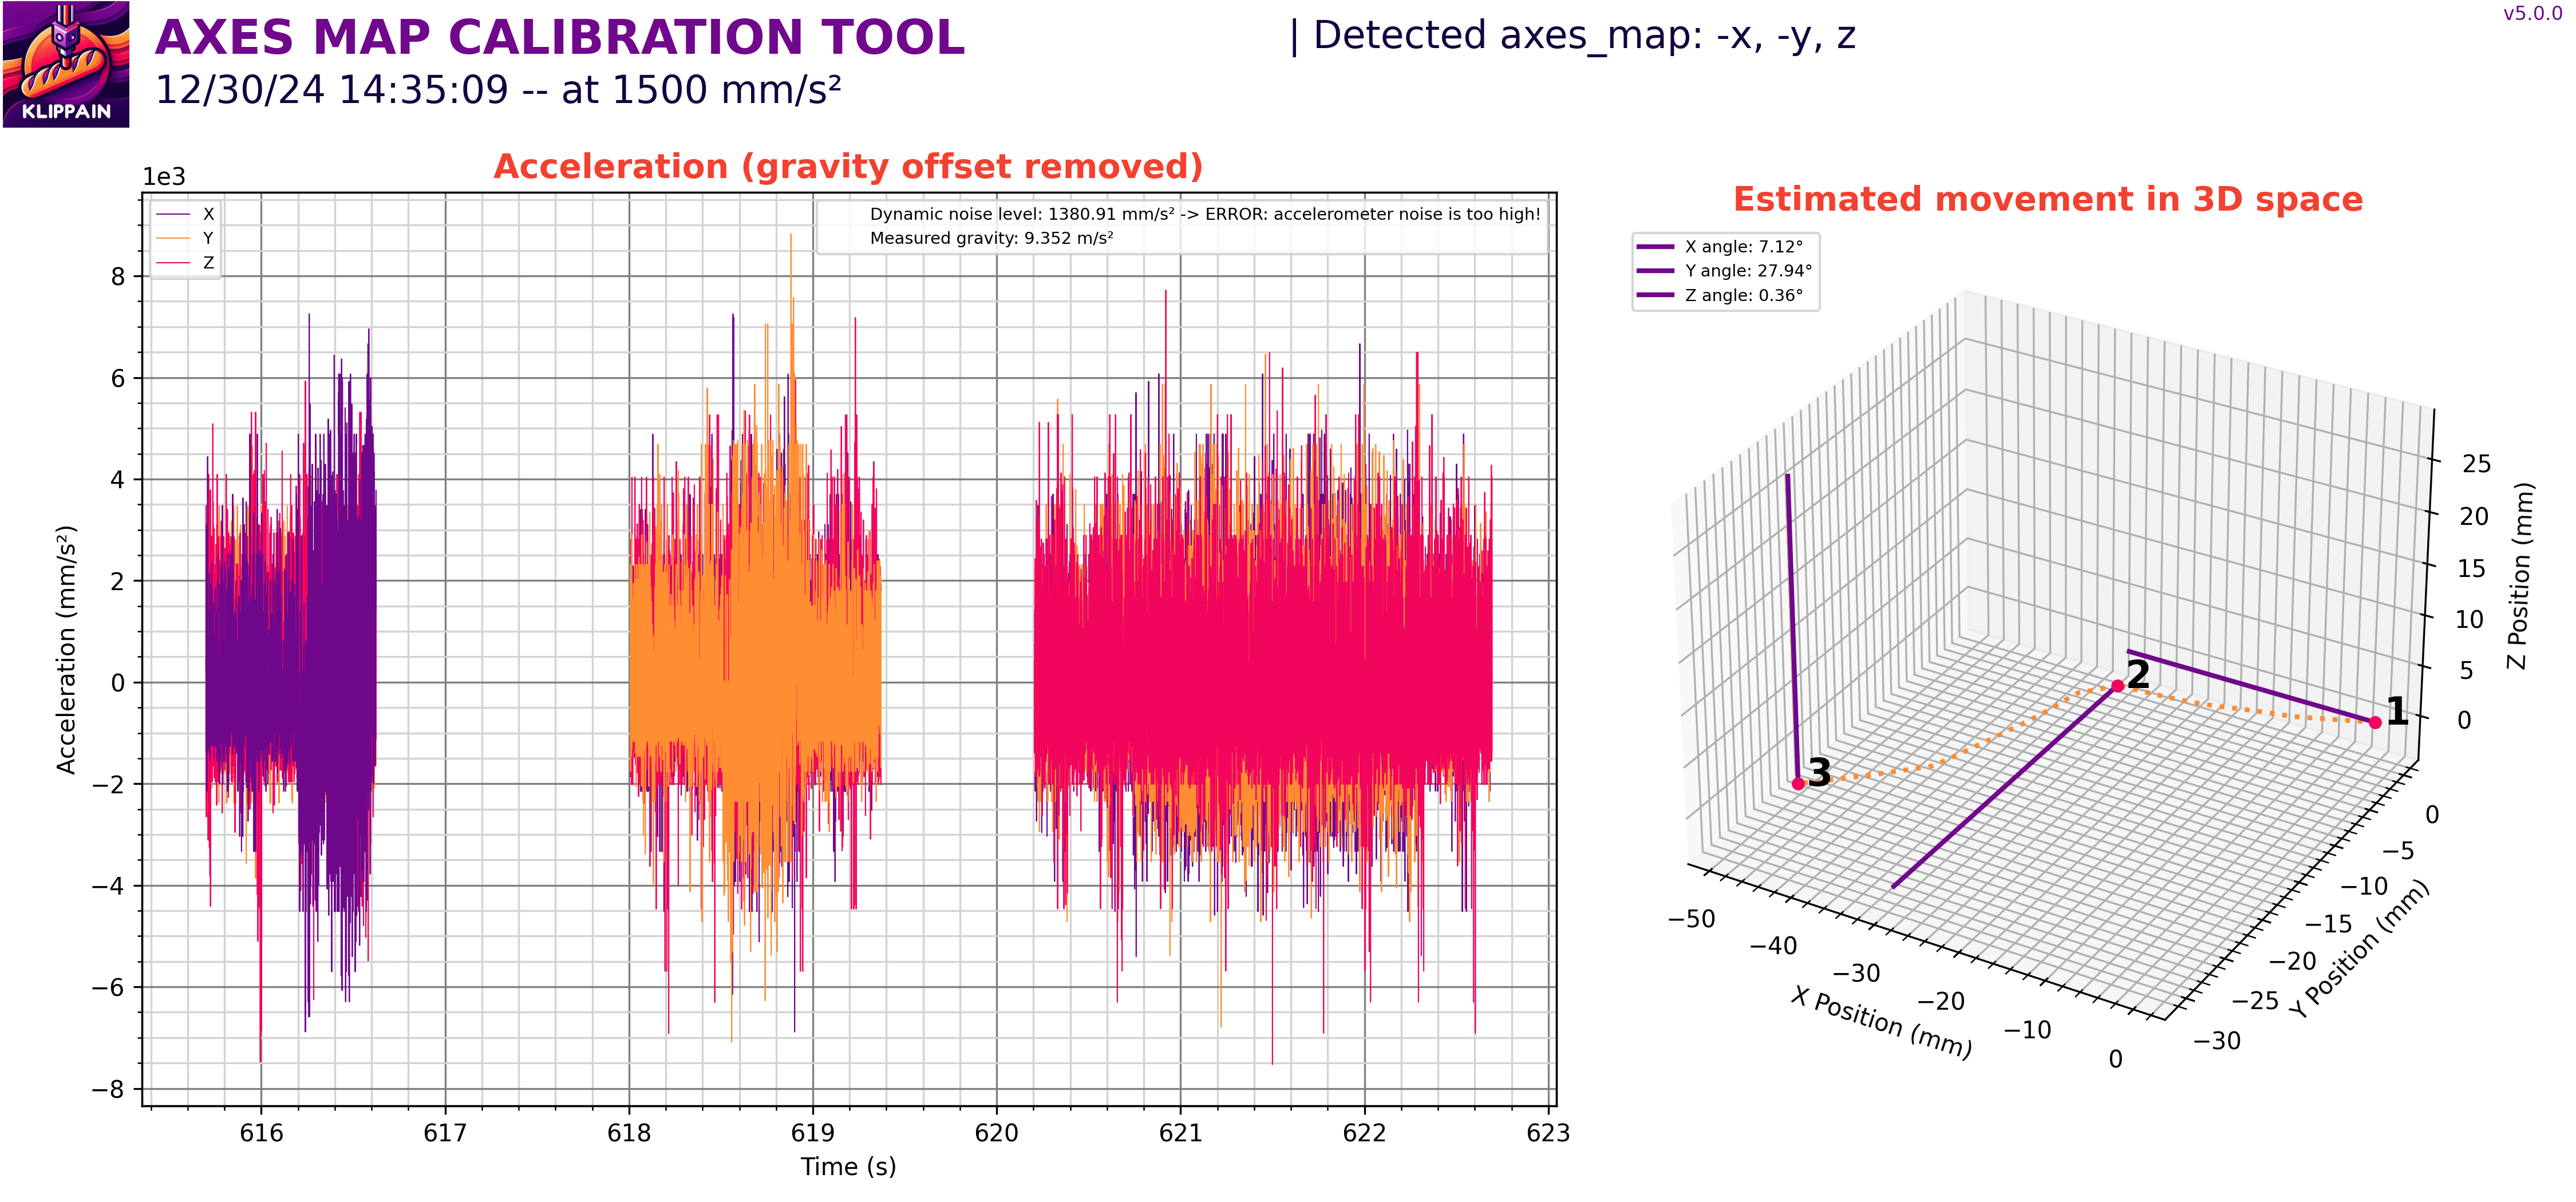 KLIPPAIN
AXES MAP CALIBRATION TOOL
12/30/24 14:35:09 -- at 1500 mm/s²
| Detected axes_map: -x, -y, z
v5.0.0
Acceleration (gravity offset removed)
1e3
X
Y
Z
Dynamic noise level: 1380.91 mm/s² -> ERROR: accelerometer noise is too high!
Measured gravity: 9.352 m/s²
8
6
4
2
0
−2
−4
−6
−8
Acceleration (mm/s²)
616 617 618 619 620 621 622 623
Time (s)
Estimated movement in 3D space
X angle: 7.12°
Y angle: 27.94°
Z angle: 0.36°
1
2
3
25
20
15
10
5
0
Z Position (mm)
0
−5
−10
−15
−20
−25
−30
Y Position (mm)
−50
−40
−30
−20
−10
0
X Position (mm)